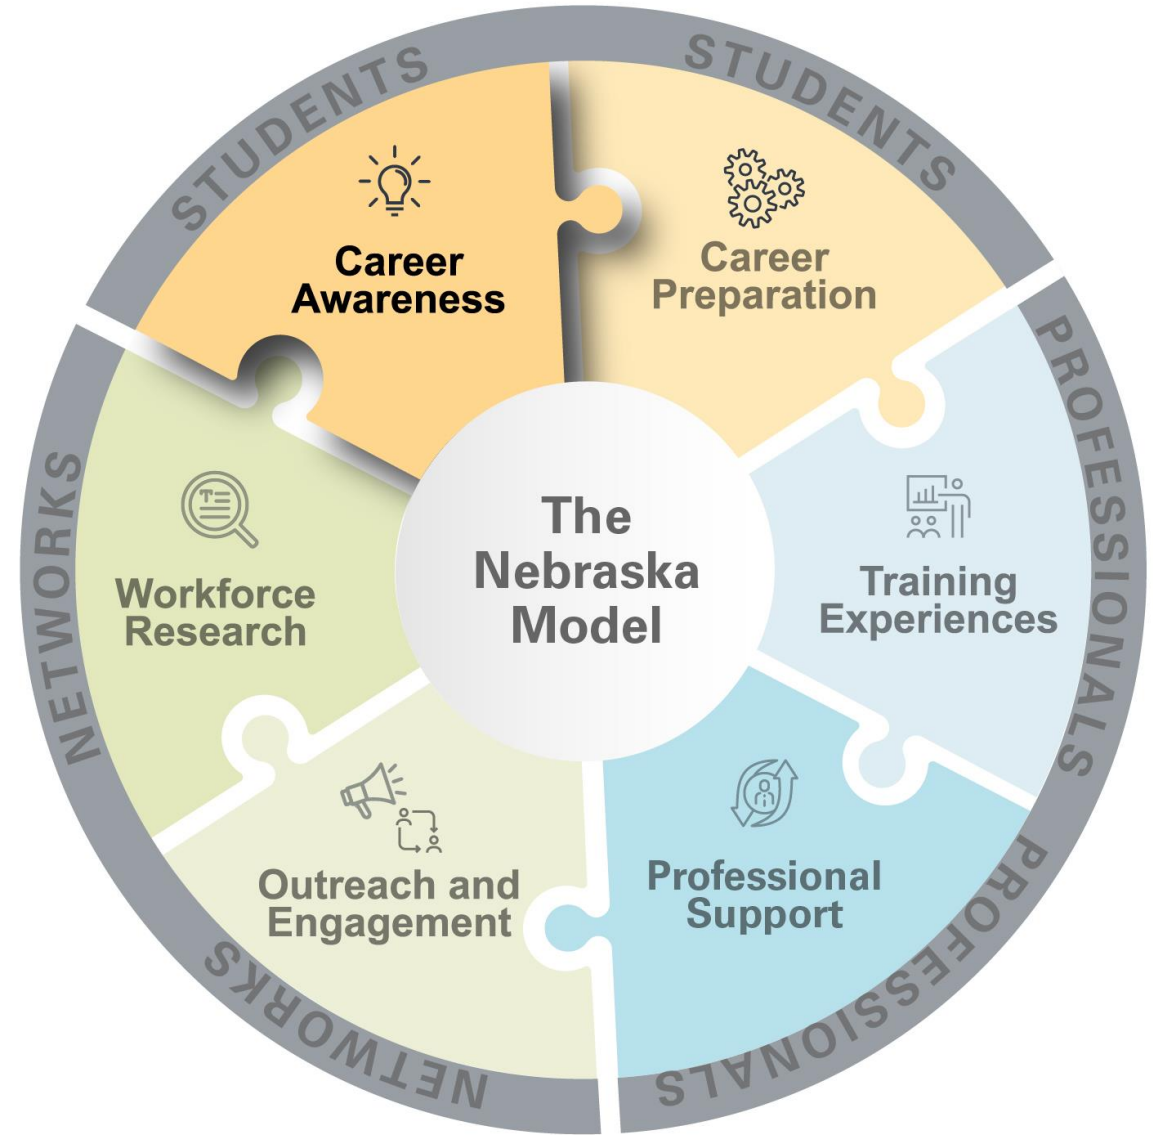 STUDENTS
STUDENTS
Career
Awareness
Career
Preparation
PROFESSIONALS
NETWORKS
The
Nebraska
Model
Workforce
Research
Training
Experiences
Outreach and
Engagement
Professional
Support
NETWORKS
PROFESSIONALS